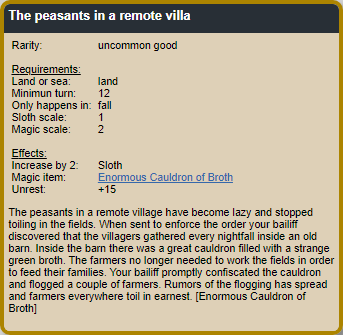 The peasants in a remote villa
Rarity: uncommon good
Requirements:
Land or sea: land
Minimun turn: 12
Only happens in: fall
Sloth scale: 1
Magic scale: 2
Effects:
Increase by 2: Sloth
Magic item: Enormous Cauldron of Broth
Unrest: +15
The peasants in a remote village have become lazy and stopped
toiling in the fields. When sent to enforce the order your bailiff
discovered that the villagers gathered every nightfall inside an old
barn. Inside the barn there was a great cauldron filled with a strange
green broth. The farmers no longer needed to work the fields in order
to feed their families. Your bailiff promptly confiscated the cauldron
and flogged a couple of farmers. Rumors of the flogging has spread
and farmers everywhere toil in earnest. [Enormous Cauldron of
Broth]